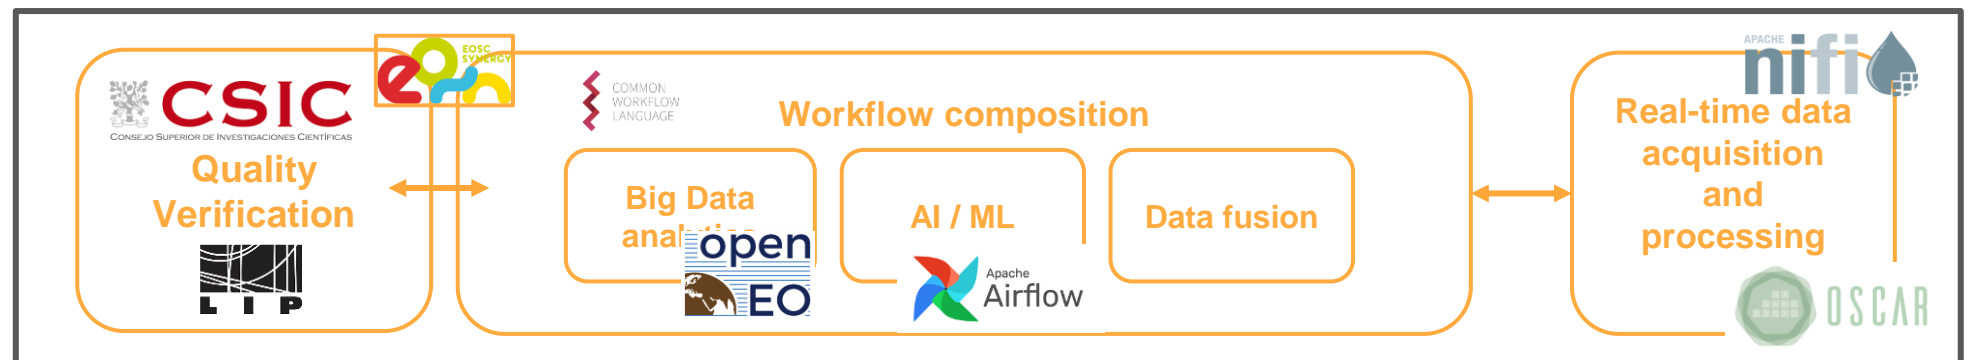 CSIC
CONSEJO SUPERIOR DE INVESTIGACIONES CIENTÍFICAS
Quality
Verification
LIP
EOSC
SYNERGY
COMMON
WORKFLOW
LANGUAGE
Workflow composition
Big Data
analytics
open
EO
AI / ML
Apache
Airflow
Data fusion
APACHE
nifi
Real-time data
acquisition
and
processing
OSCAR